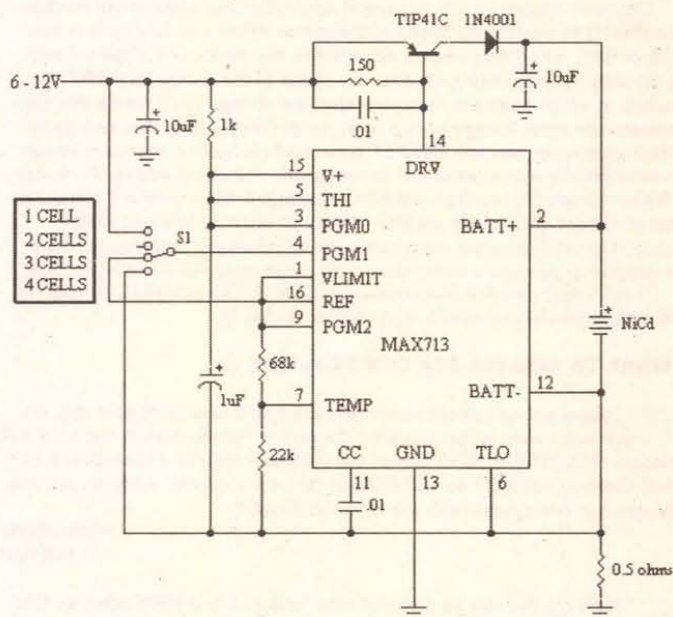 TIP41C 1N4001
150
6 - 12V
10uF
.01
10uF
1k
14
DRV
15 V+
5 THI
3 PGM0
BATT+ 2
1 CELL
2 CELLS
3 CELLS
4 CELLS
S1
4 PGM1
1 VLIMIT
16 REF
9 PGM2
MAX713
NiCd
68k
1uF
7 TEMP
BATT- 12
22k
CC GND TLO
11 13 6
.01
0.5 ohms